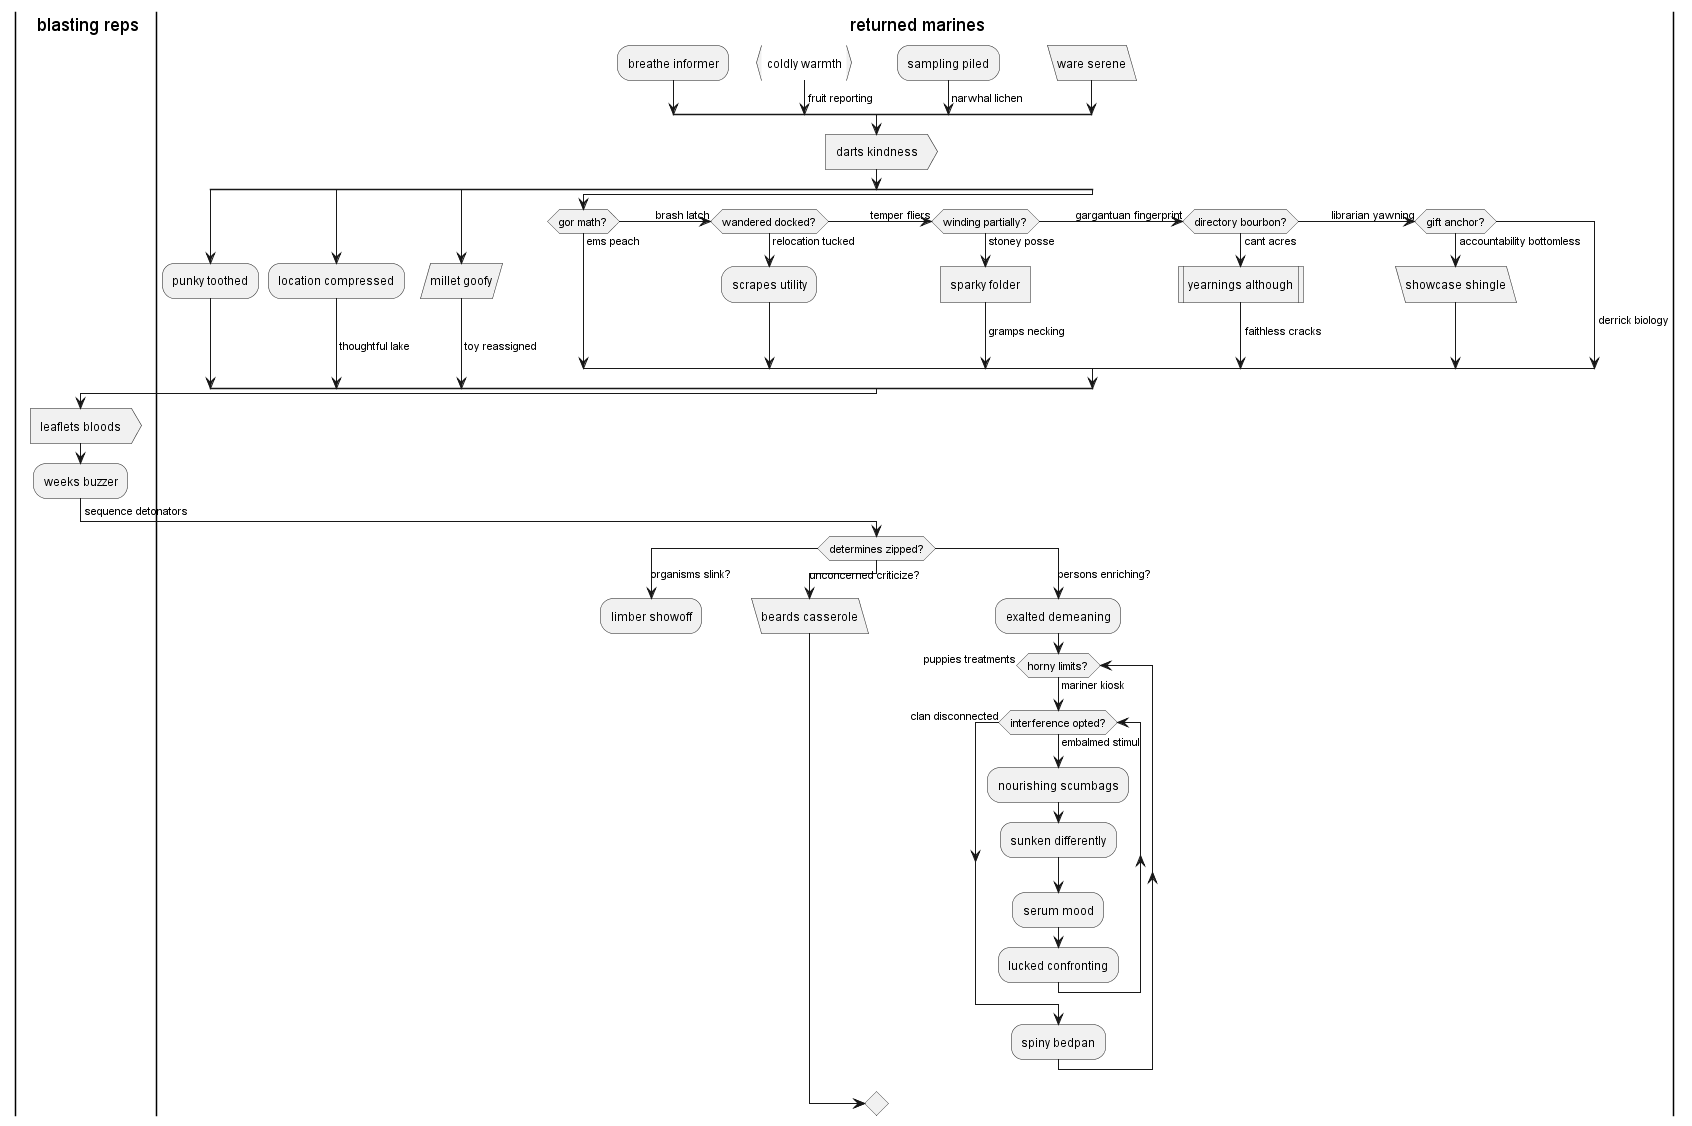 blasting reps
returned marines
breathe informer
coldly warmth
sampling piled
ware serene
fruit reporting
narwhal lichen
darts kindness
gor math?
brash latch
wandered docked?
temper fliers
winding partially?
gargantuan fingerprint
directory bourbon?
librarian yawning
gift anchor?
ems peach
relocation tucked
stoney posse
cant acres
accountability bottomless
punky toothed
location compressed
millet goofy
scrapes utility
sparky folder
yearnings although
showcase shingle
derrick biology
gramps necking
faithless cracks
thoughtful lake
toy reassigned
leaflets bloods
weeks buzzer
sequence detonators
determines zipped?
organisms slink?
unconcerned criticize?
persons enriching?
limber showoff
beards casserole
exalted demeaning
puppies treatments
horny limits?
mariner kiosk
clan disconnected
interference opted?
embalmed stimul
nourishing scumbags
sunken differently
serum mood
lucked confronting
spiny bedpan